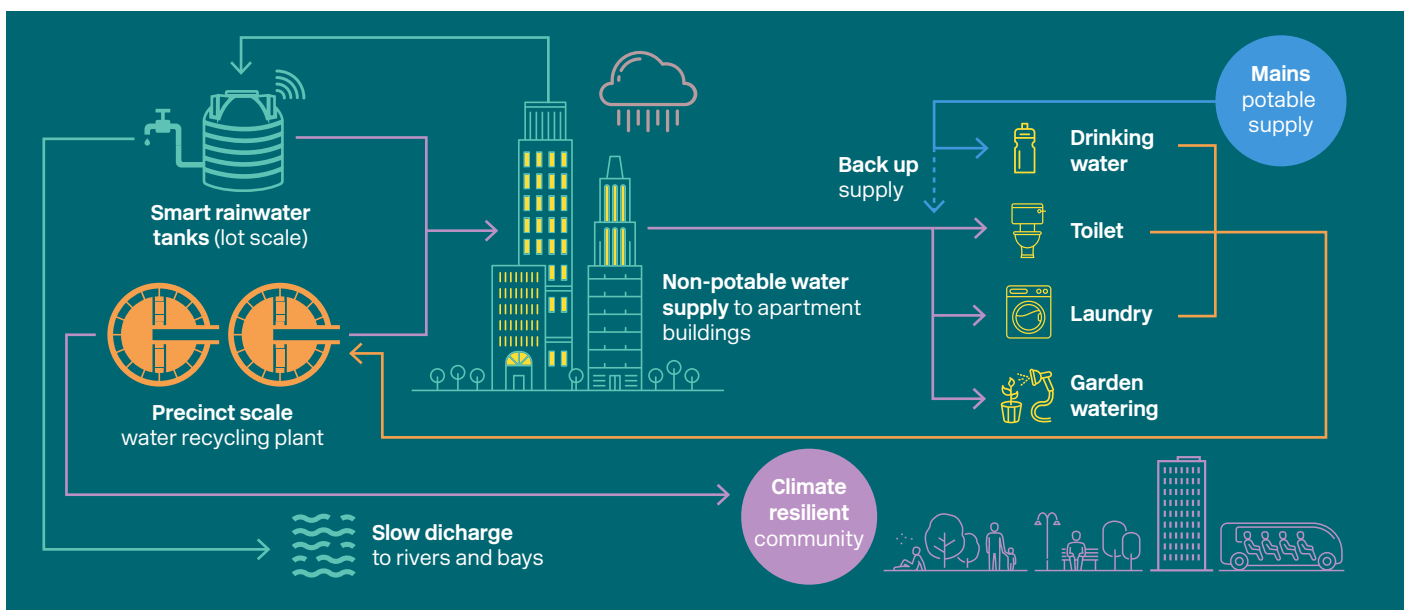 Smart rainwater
tanks (lot scale)
Precinct scale
water recycling plant
Non-potable water
supply to apartment
buildings
Back up
supply
Mains
potable
supply
Drinking
water
Toilet
Laundry
Garden
watering
Slow dicharge
to rivers and bays
Climate
resilient
community